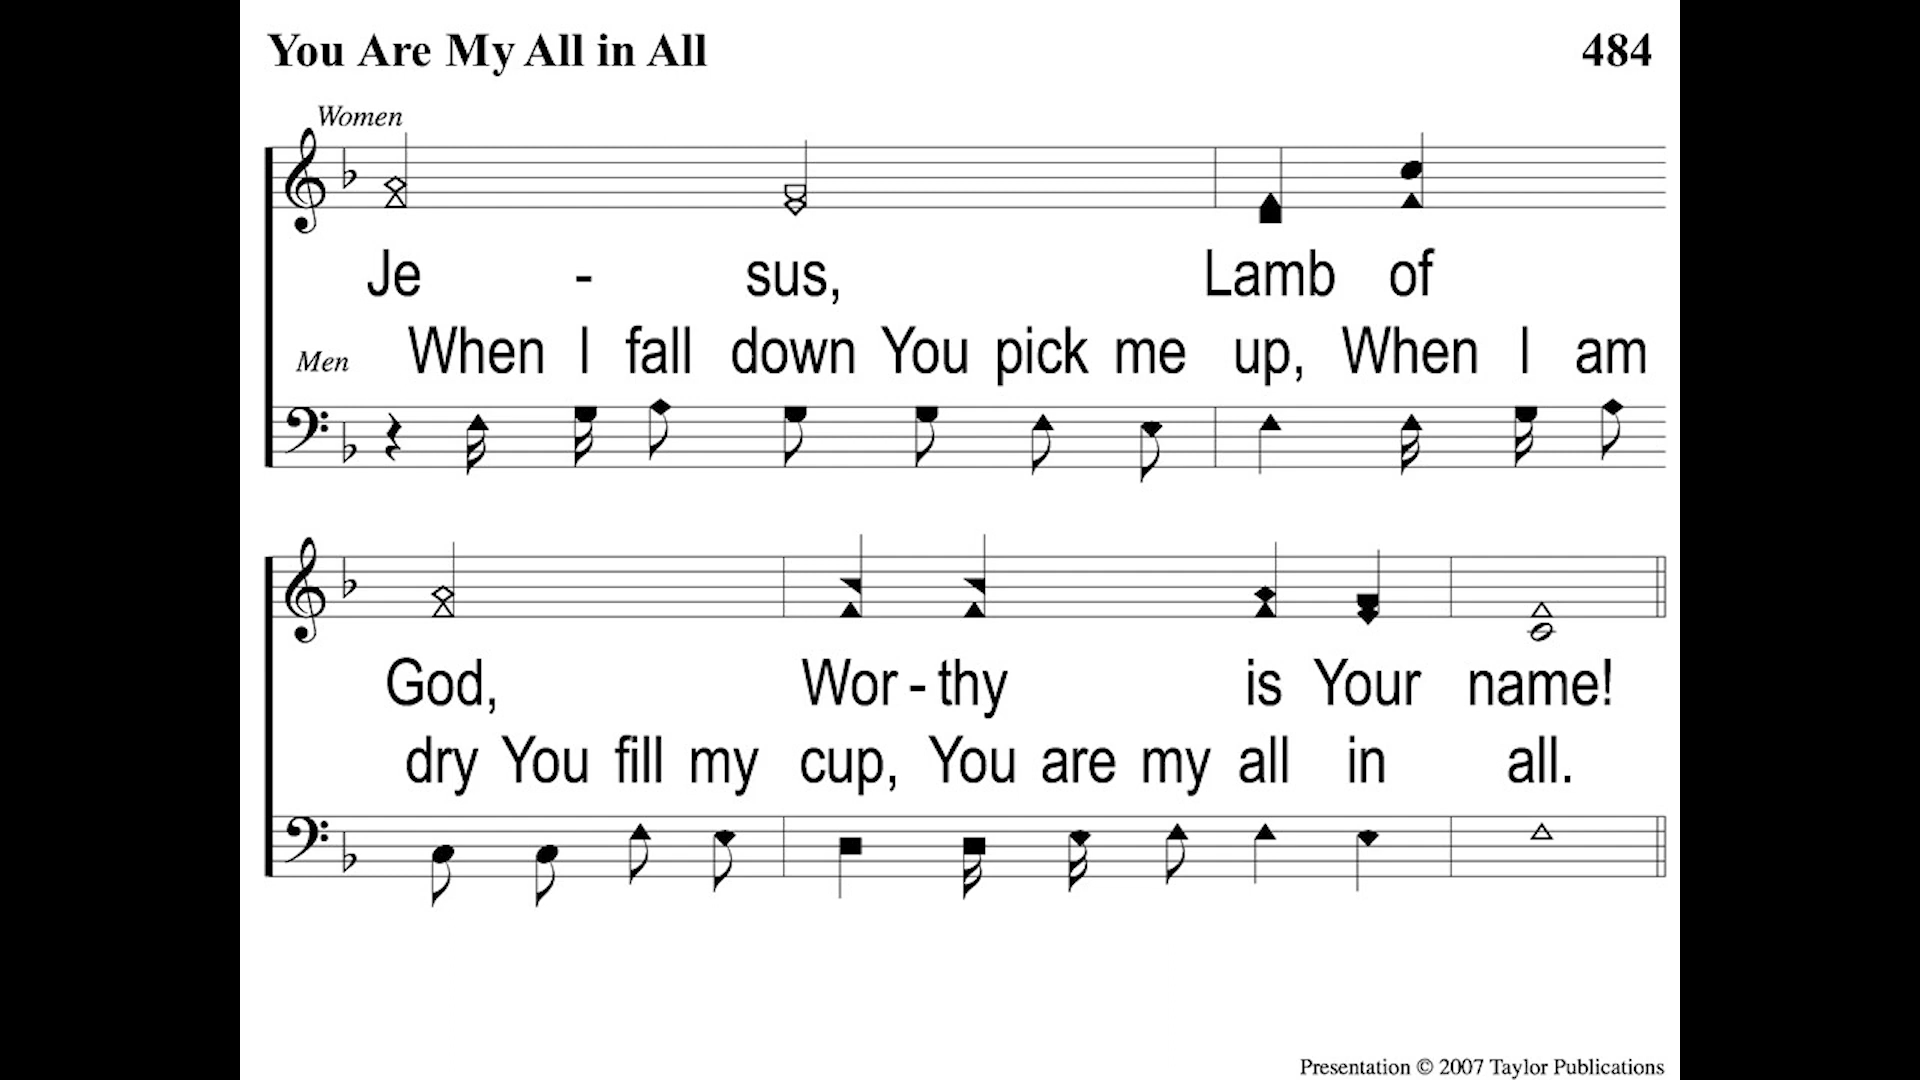 You Are My All in All 484
Women
Je - sus, Lamb of
Men When I fall down You pick me up, When I am
God, Wor - thy is Your name!
dry You fill my cup, You are my all in all.
Presentation © 2007 Taylor Publications